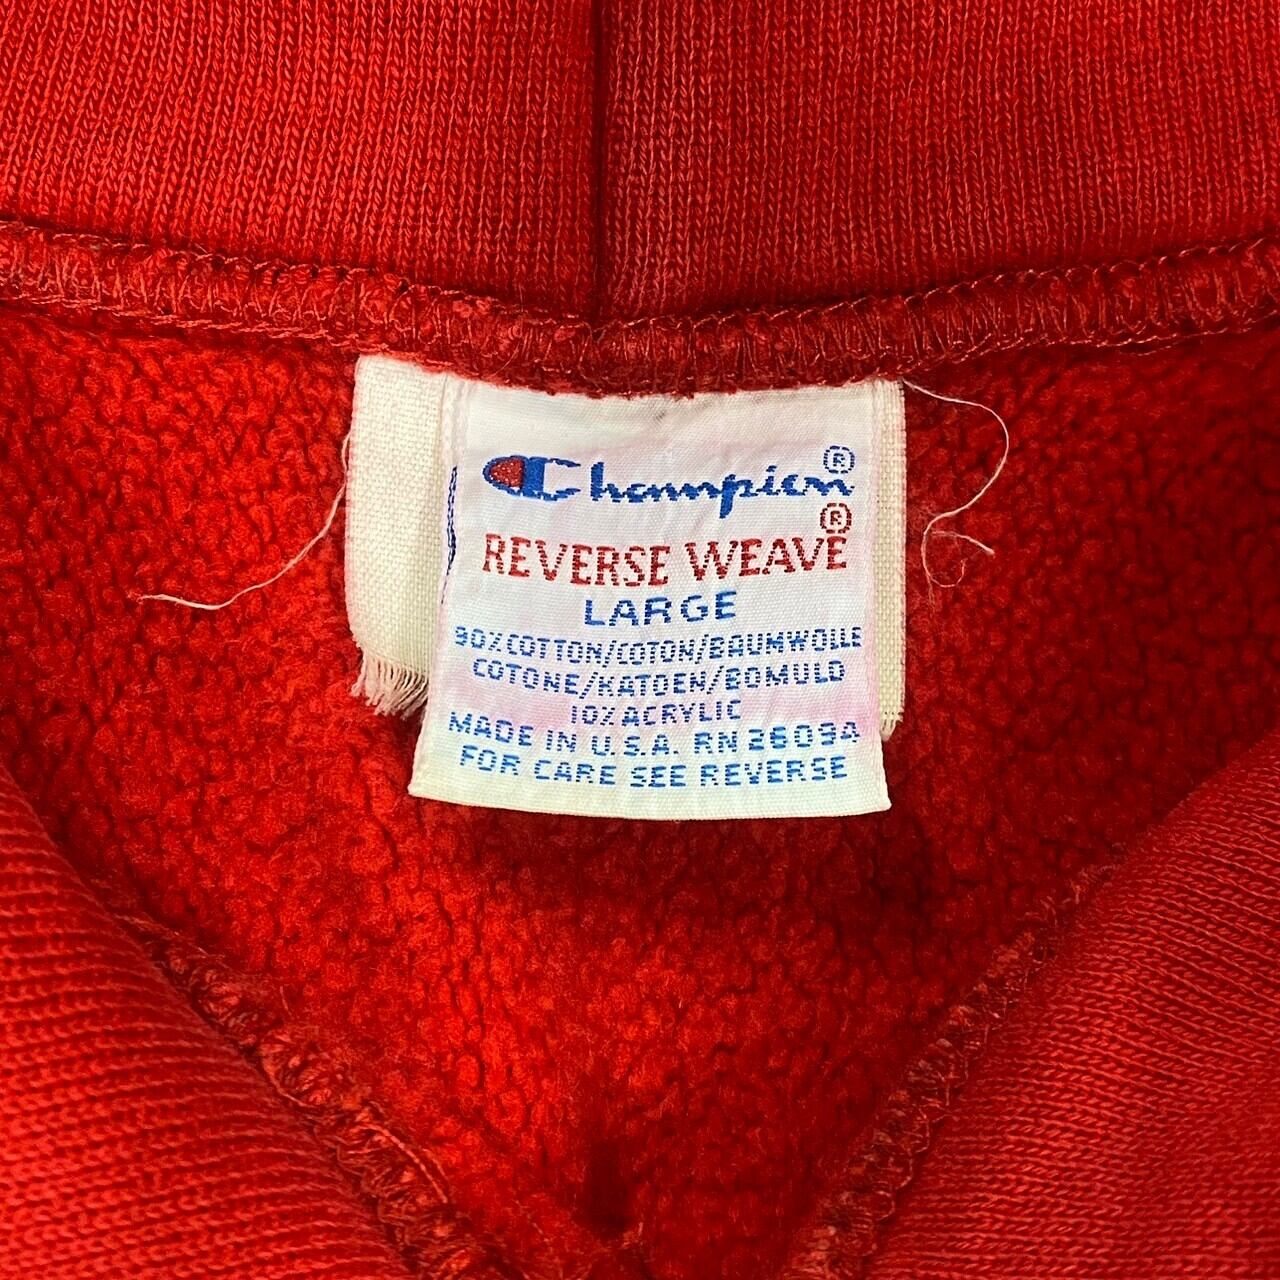 Champion®
REVERSE WEAVE®
LARGE
90% COTTON/COTON/BAUMWOLLE
COTONE/KATOEN/BOMULD
10% ACRYLIC
MADE IN U.S.A. RN 26094
FOR CARE SEE REVERSE